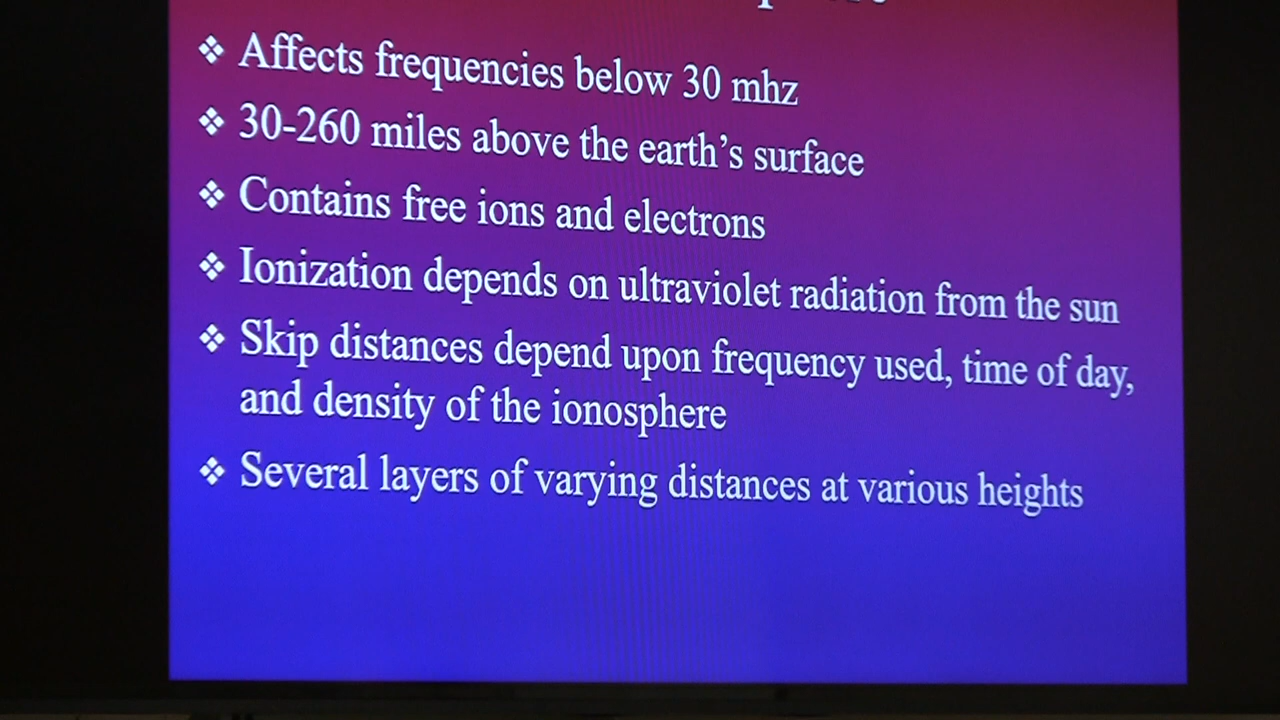 ❖ Affects frequencies below 30 mhz
❖ 30-260 miles above the earth's surface
❖ Contains free ions and electrons
❖ Ionization depends on ultraviolet radiation from the sun
❖ Skip distances depend upon frequency used, time of day,
and density of the ionosphere
❖ Several layers of varying distances at various heights